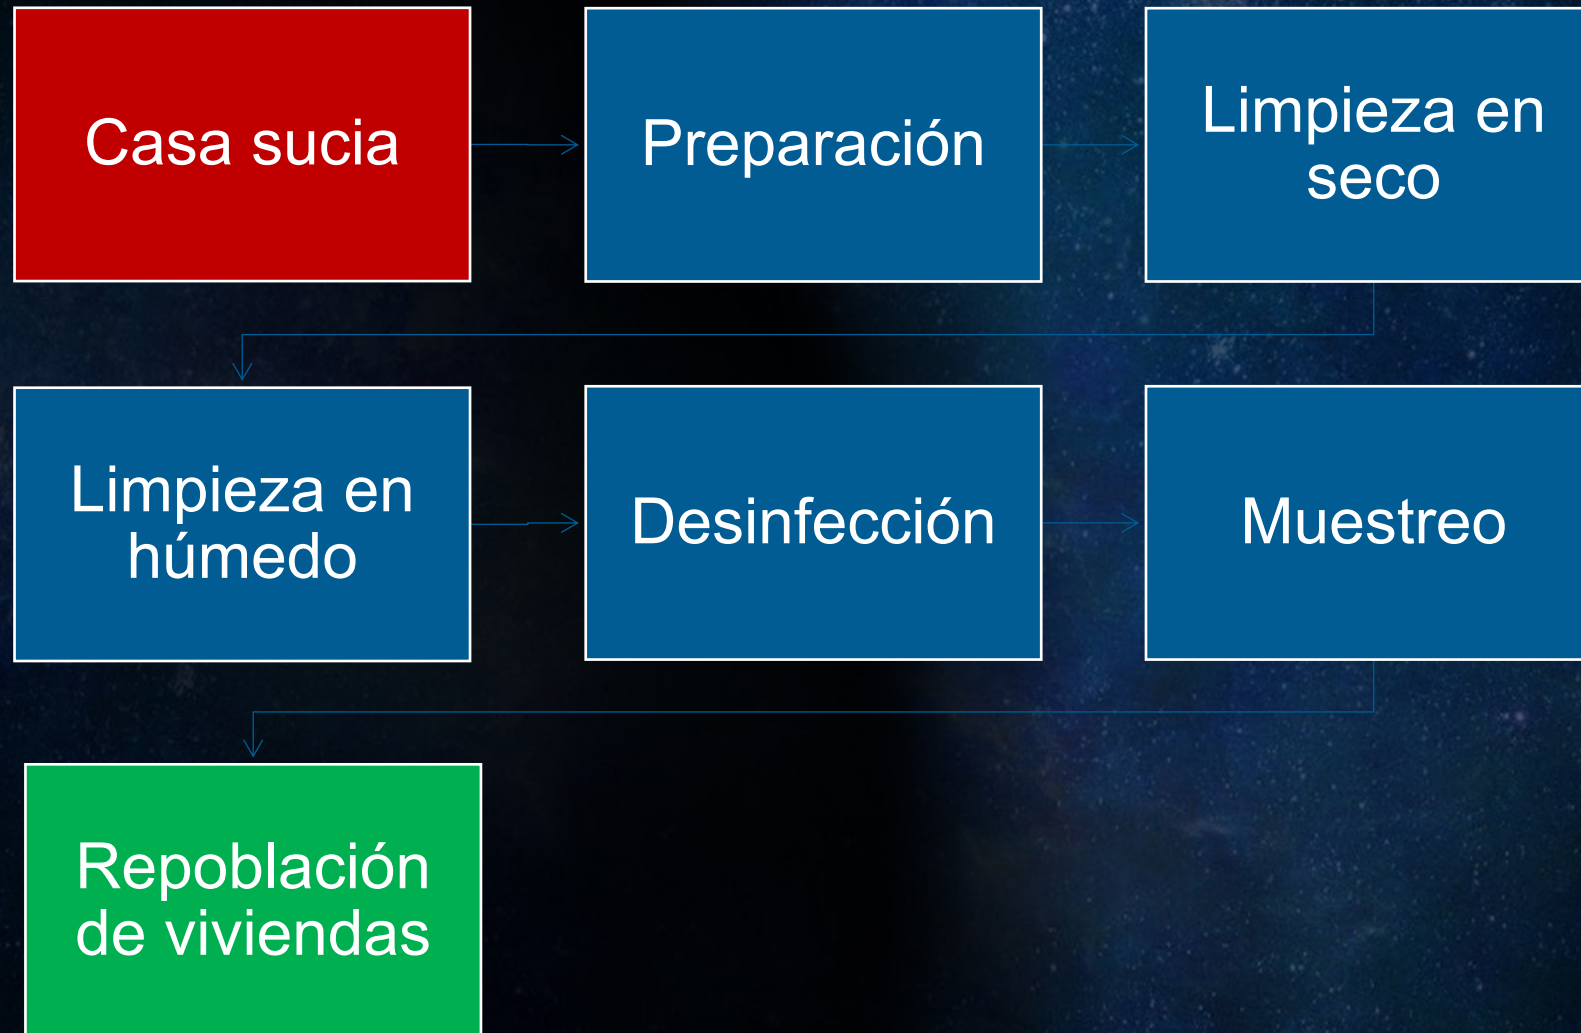 Casa sucia
Preparación
Limpieza en
seco
Limpieza en
húmedo
Desinfección
Muestreo
Repoblación
de viviendas